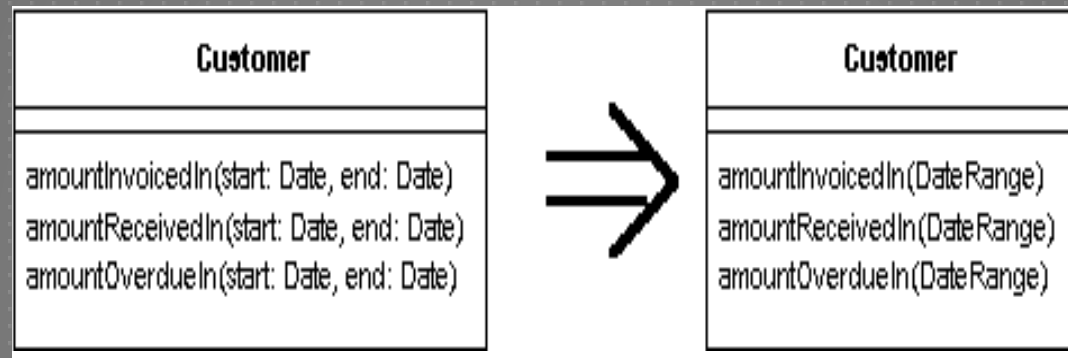 Customer
amountInvoicedIn(start: Date, end: Date)
amountReceivedIn(start: Date, end: Date)
amountOverdueIn(start: Date, end: Date)
Customer
amountInvoicedIn(DateRange)
amountReceivedIn(DateRange)
amountOverdueIn(DateRange)